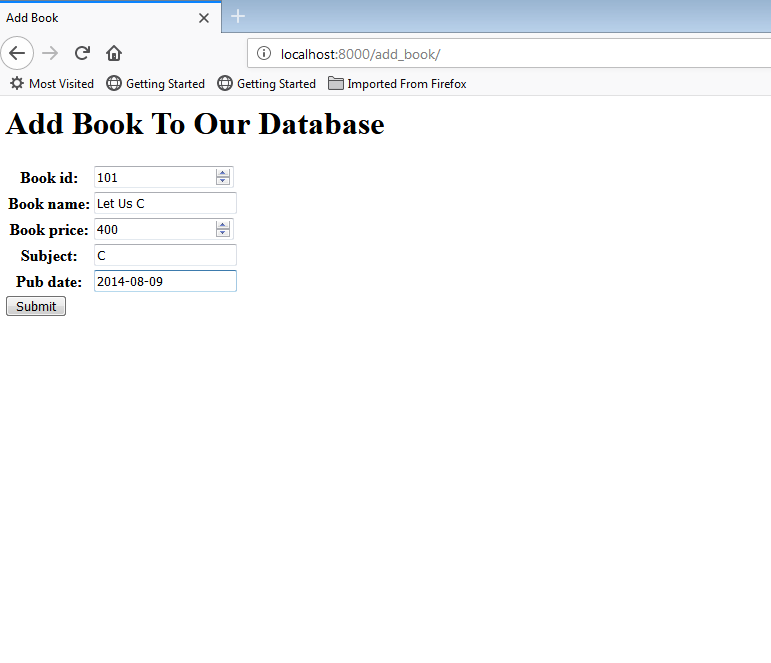 Add Book
localhost:8000/add_book/
Most Visited Getting Started Getting Started Imported From Firefox
Add Book To Our Database
Book id: 101
Book name: Let Us C
Book price: 400
Subject: C
Pub date: 2014-08-09
Submit